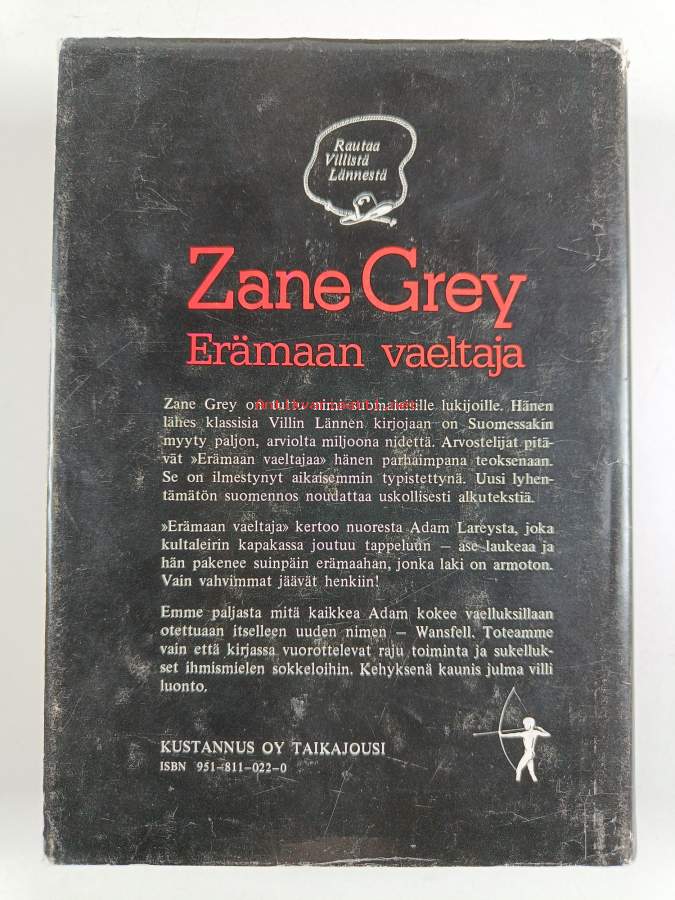 Rautaa
Villistä
Lännestä
Zane Grey
Erämaan vaeltaja
Zane Grey on tuttu nimi suomalaisille lukijoille. Hänen
lähes klassisia Villin Lännen kirjojaan on Suomessakin
myyty paljon, arviolta miljoona nidettä. Arvostelijat pitä-
vät »Erämaan vaeltajaa» hänen parhaimpana teoksenaan.
Se on ilmestynyt aikaisemmin typistettynä. Uusi lyhen-
tämätön suomennos noudattaa uskollisesti alkutekstiä.
»Erämaan vaeltaja» kertoo nuoresta Adam Lareysta, joka
kultaleirin kapakassa joutuu tappeluun — ase laukeaa ja
hän pakenee suinpäin erämaahan, jonka laki on armoton.
Vain vahvimmat jäävät henkiin!
Emme paljasta mitä kaikkea Adam kokee vaelluksillaan
otettuaan itselleen uuden nimen — Wansfell. Toteamme
vain että kirjassa vuorottelevat raju toiminta ja sukelluk-
set ihmismielen sokkeloihin. Kehyksenä kaunis julma villi
luonto.
KUSTANNUS OY TAIKAJOUSI
ISBN 951-811-022-0